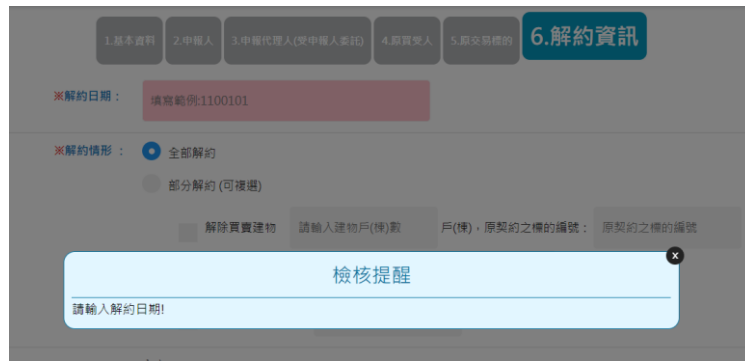 1.基本資料 2.申報人 3.申報代理人(受申報人委託) 4.原買受人 5.原交易標的 6.解約資訊
※解約日期： 填寫範例:1100101
※解約情形 ： 全部解約
部分解約 (可複選)
解除買賣建物 請輸入建物戶(棟)數 戶(棟)，原契約之標的編號： 原契約之標的編號
x
檢核提醒
請輸入解約日期!